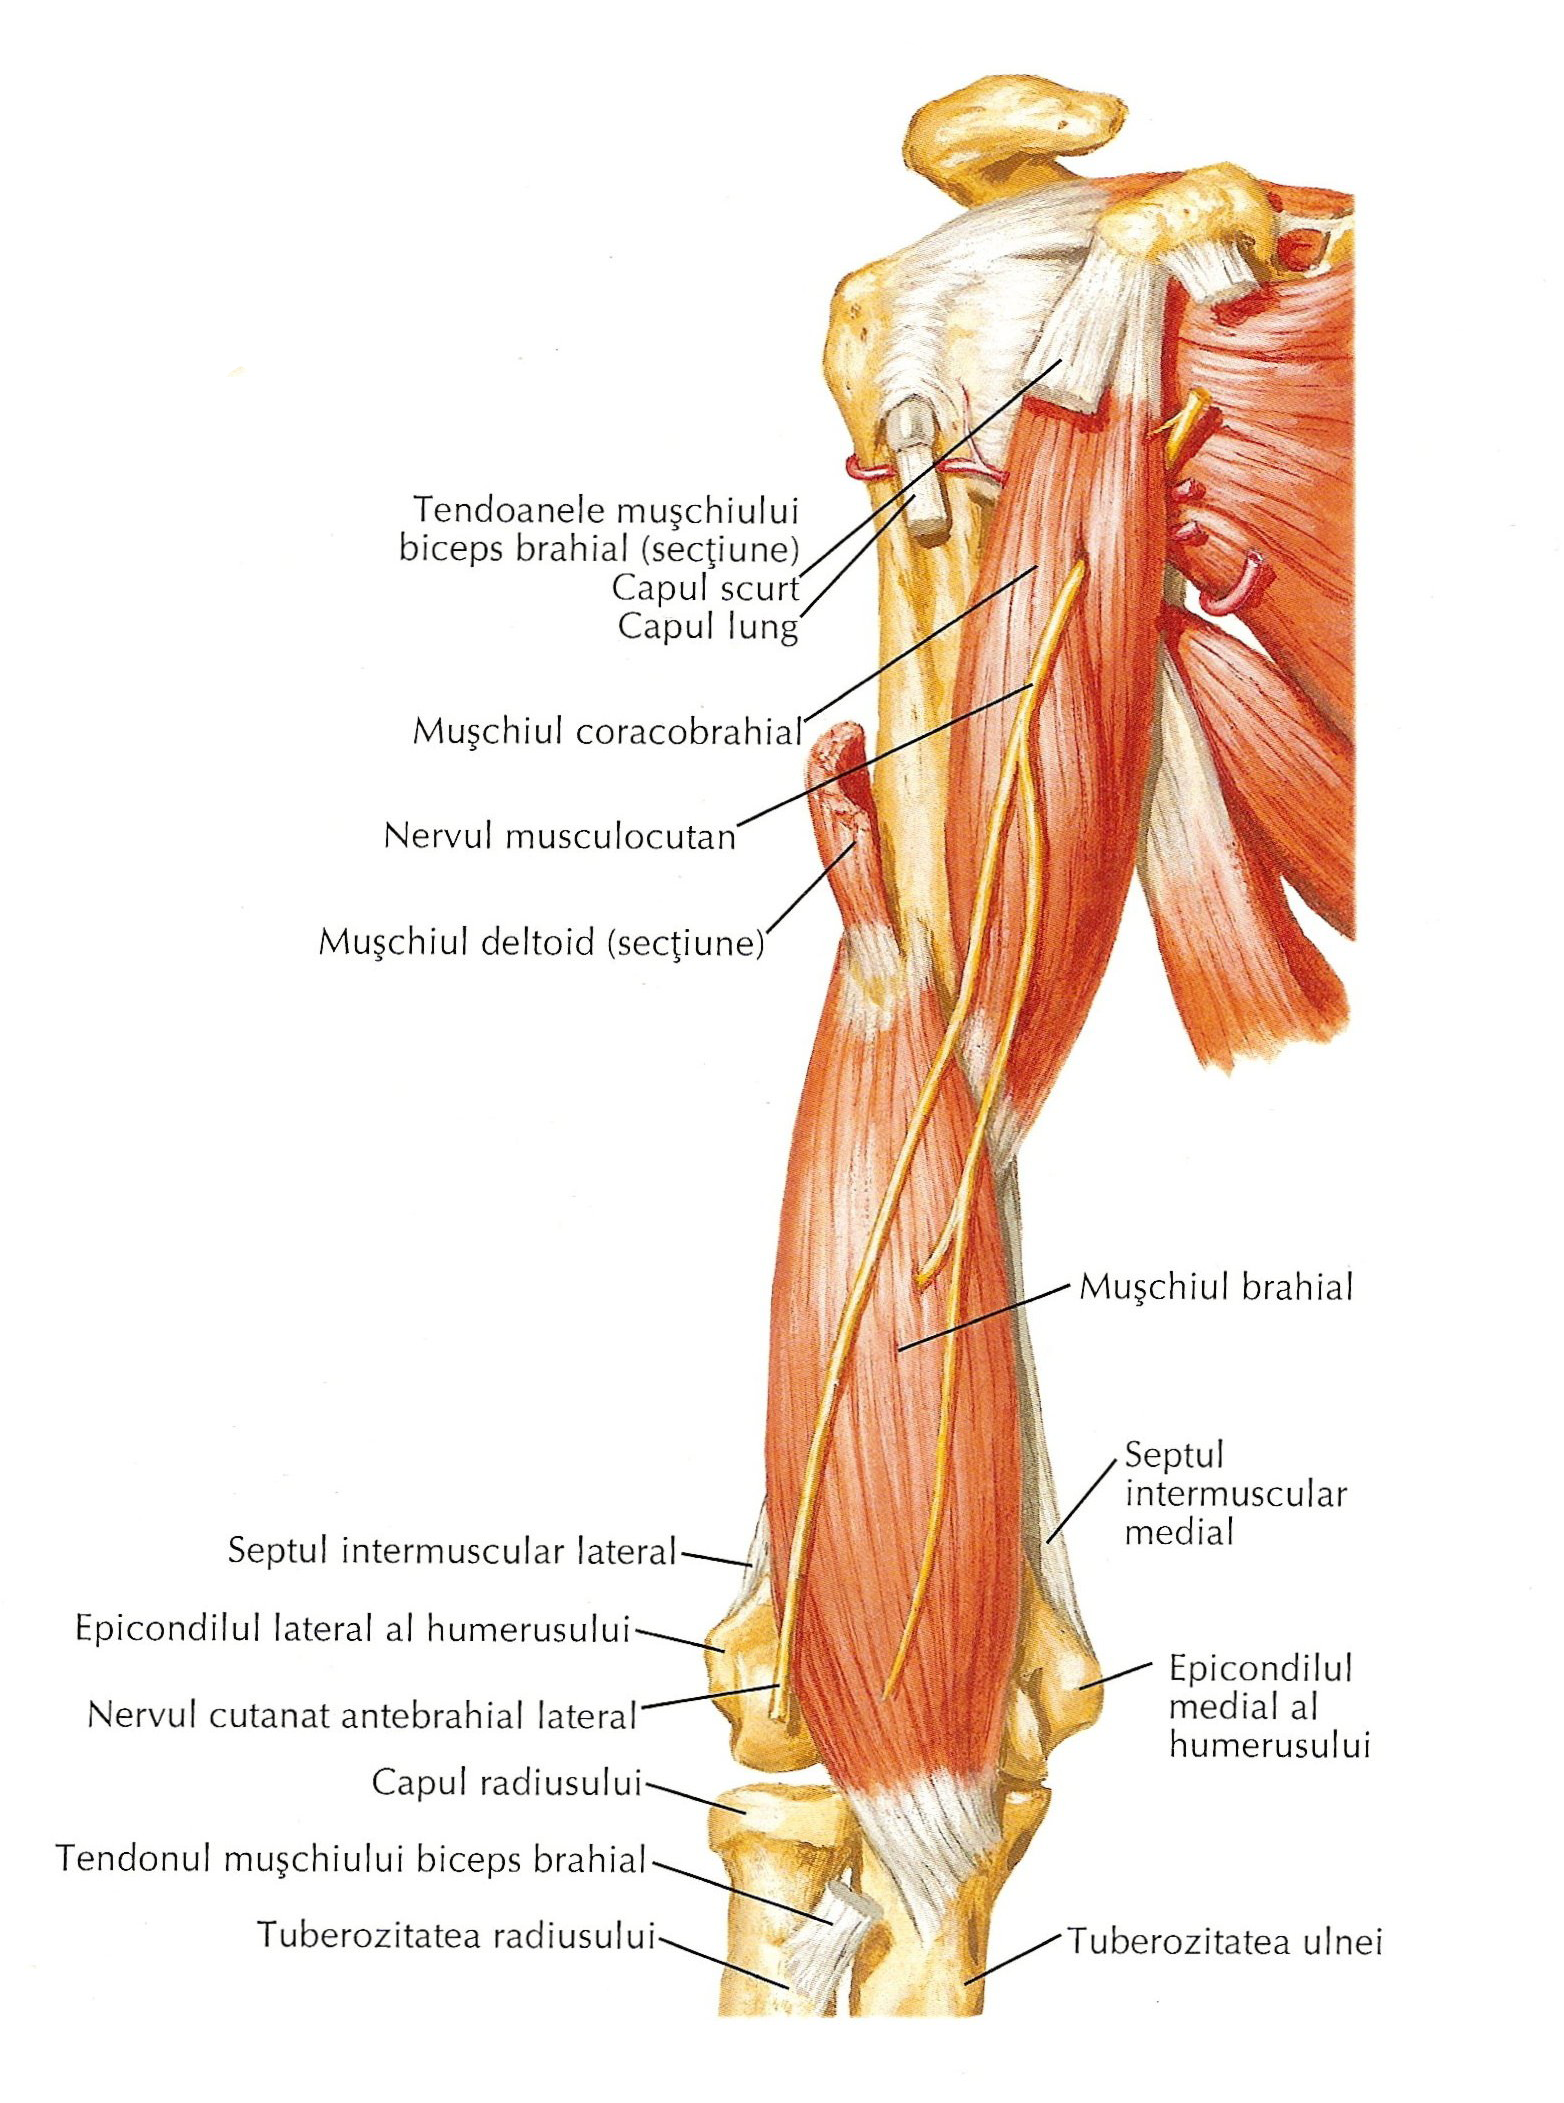 Tendoanele muşchiului
biceps brahial (secţiune)
Capul scurt
Capul lung
Muşchiul coracobrahial
Nervul musculocutan
Muşchiul deltoid (secţiune)
Muşchiul brahial
Septul
intermuscular
medial
Septul intermuscular lateral
Epicondilul lateral al humerusului
Epicondilul
medial al
humerusului
Nervul cutanat antebrahial lateral
Capul radiusului
Tendonul muşchiului biceps brahial
Tuberozitatea radiusului
Tuberozitatea ulnei